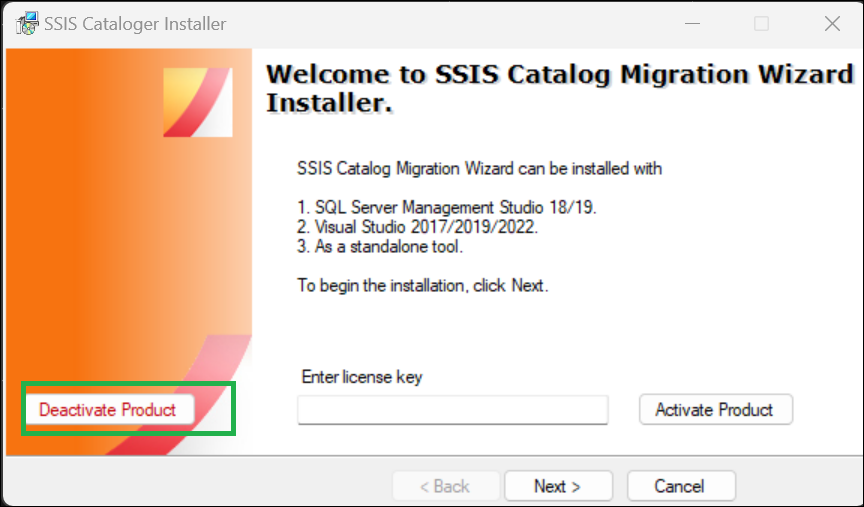 SSIS Cataloger Installer
Welcome to SSIS Catalog Migration Wizard
Installer.
SSIS Catalog Migration Wizard can be installed with
1. SQL Server Management Studio 18/19.
2. Visual Studio 2017/2019/2022.
3. As a standalone tool.
To begin the installation, click Next.
Enter license key
Deactivate Product
Activate Product
< Back
Next >
Cancel